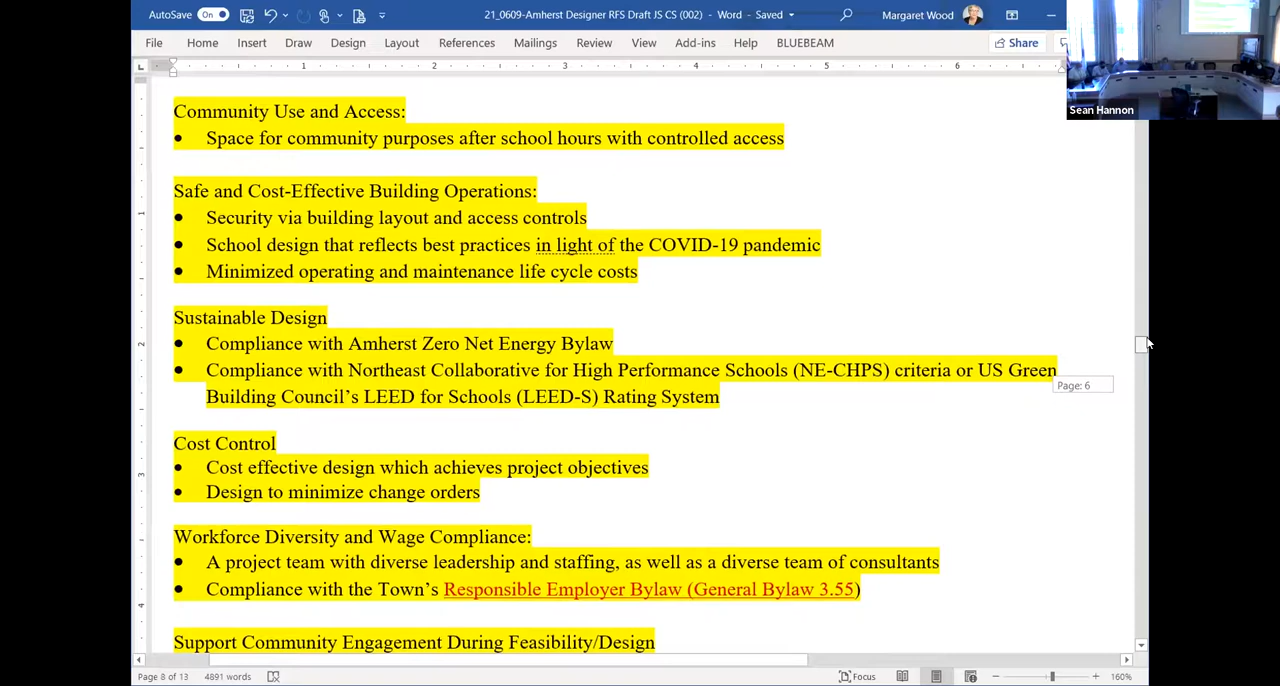 AutoSave On 21_0609-Amherst Designer RFS Draft JS CS (002) - Word - Saved Margaret Wood
File Home Insert Draw Design Layout References Mailings Review View Add-ins Help BLUEBEAM Share
1 2 3 4 5 6
Sean Hannon
Community Use and Access:
• Space for community purposes after school hours with controlled access
Safe and Cost-Effective Building Operations:
• Security via building layout and access controls
• School design that reflects best practices in light of the COVID-19 pandemic
• Minimized operating and maintenance life cycle costs
Sustainable Design
• Compliance with Amherst Zero Net Energy Bylaw
• Compliance with Northeast Collaborative for High Performance Schools (NE-CHPS) criteria or US Green
Page: 6
Building Council’s LEED for Schools (LEED-S) Rating System
Cost Control
• Cost effective design which achieves project objectives
• Design to minimize change orders
Workforce Diversity and Wage Compliance:
• A project team with diverse leadership and staffing, as well as a diverse team of consultants
• Compliance with the Town’s Responsible Employer Bylaw (General Bylaw 3.55)
Support Community Engagement During Feasibility/Design
Page 8 of 13 4891 words Focus 160%